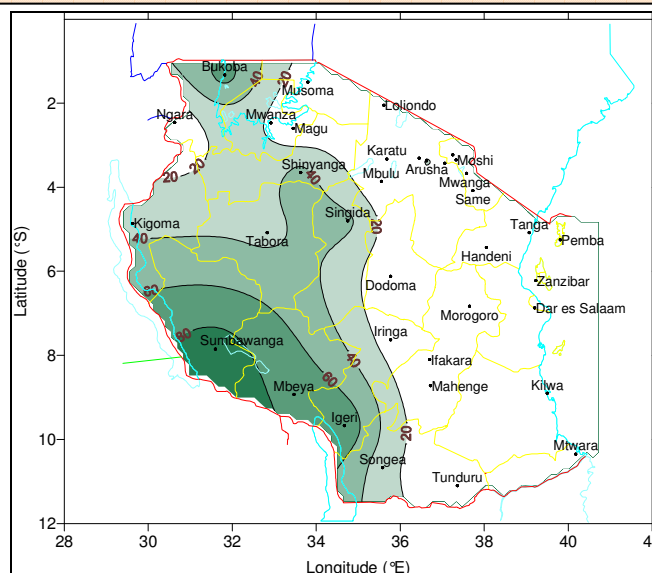 Bukoba
40
20
Musoma
2
Loliondo
Ngara
Mwanza
Magu
Karatu
Moshi
20
20
Shinyanga
Mbulu
Arusha
4
40
Mwanga
Same
Singida
Kigoma
20
Tanga
Pemba
40
Tabora
Handeni
6
Dodoma
Zanzibar
Dar es Salaam
Morogoro
80
Iringa
8
Sumbawanga
40
Ifakara
60
Mbeya
Mahenge
Kilwa
Igeri
10
20
Mtwara
Songea
Tunduru
12
28 30 32 34 36 38 40
Latitude (°S)
Longitude (°E)